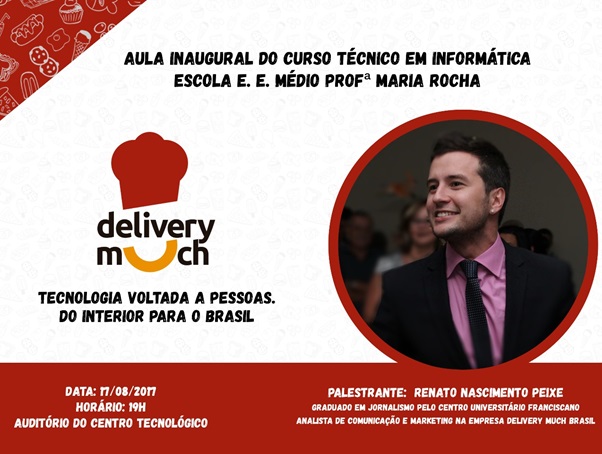 AULA INAUGURAL DO CURSO TÉCNICO EM INFORMÁTICA
ESCOLA E. E. MÉDIO PROFª MARIA ROCHA
delivery
much
TECNOLOGIA VOLTADA A PESSOAS.
DO INTERIOR PARA O BRASIL
DATA: 17/08/2017
HORÁRIO: 19H
AUDITÓRIO DO CENTRO TECNOLÓGICO
PALESTRANTE: RENATO NASCIMENTO PEIXE
GRADUADO EM JORNALISMO PELO CENTRO UNIVERSITÁRIO FRANCISCANO
ANALISTA DE COMUNICAÇÃO E MARKETING NA EMPRESA DELIVERY MUCH BRASIL